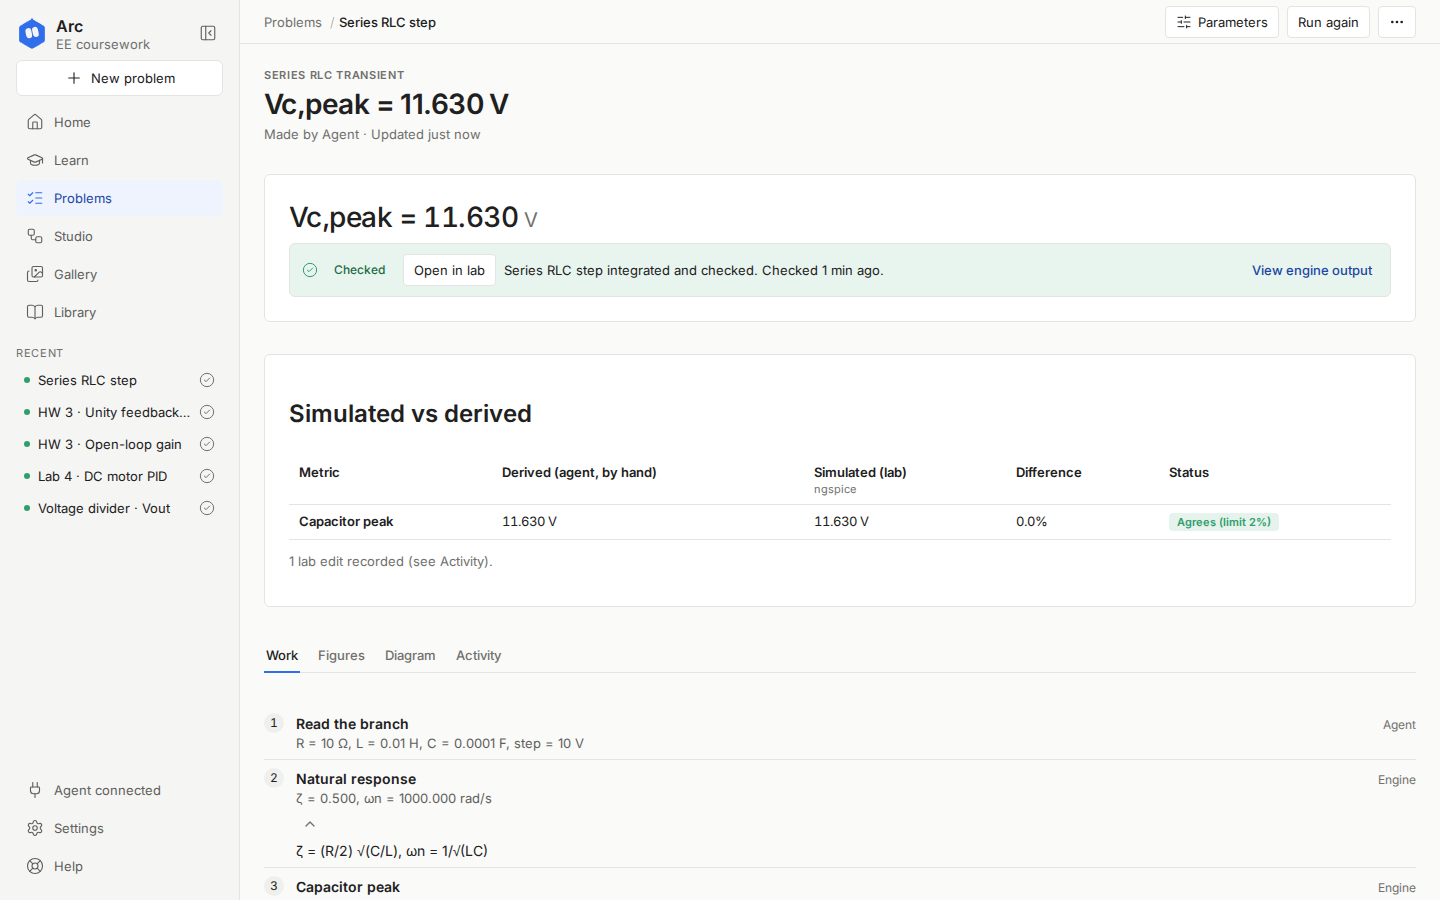 Arc
EE coursework
New problem
Home
Learn
Problems
Studio
Gallery
Library
RECENT
Series RLC step
HW 3 · Unity feedback...
HW 3 · Open-loop gain
Lab 4 · DC motor PID
Voltage divider · Vout
Agent connected
Settings
Help
Problems / Series RLC step
Parameters
Run again
SERIES RLC TRANSIENT
Vc,peak = 11.630 V
Made by Agent · Updated just now
Vc,peak = 11.630 V
Checked
Open in lab
Series RLC step integrated and checked. Checked 1 min ago.
View engine output
Simulated vs derived
Metric Derived (agent, by hand) Simulated (lab) Difference Status
ngspice
Capacitor peak 11.630 V 11.630 V 0.0% Agrees (limit 2%)
1 lab edit recorded (see Activity).
Work Figures Diagram Activity
1 Read the branch Agent
R = 10 Ω, L = 0.01 H, C = 0.0001 F, step = 10 V
2 Natural response Engine
ζ = 0.500, ωn = 1000.000 rad/s
ζ = (R/2) √(C/L), ωn = 1/√(LC)
3 Capacitor peak Engine